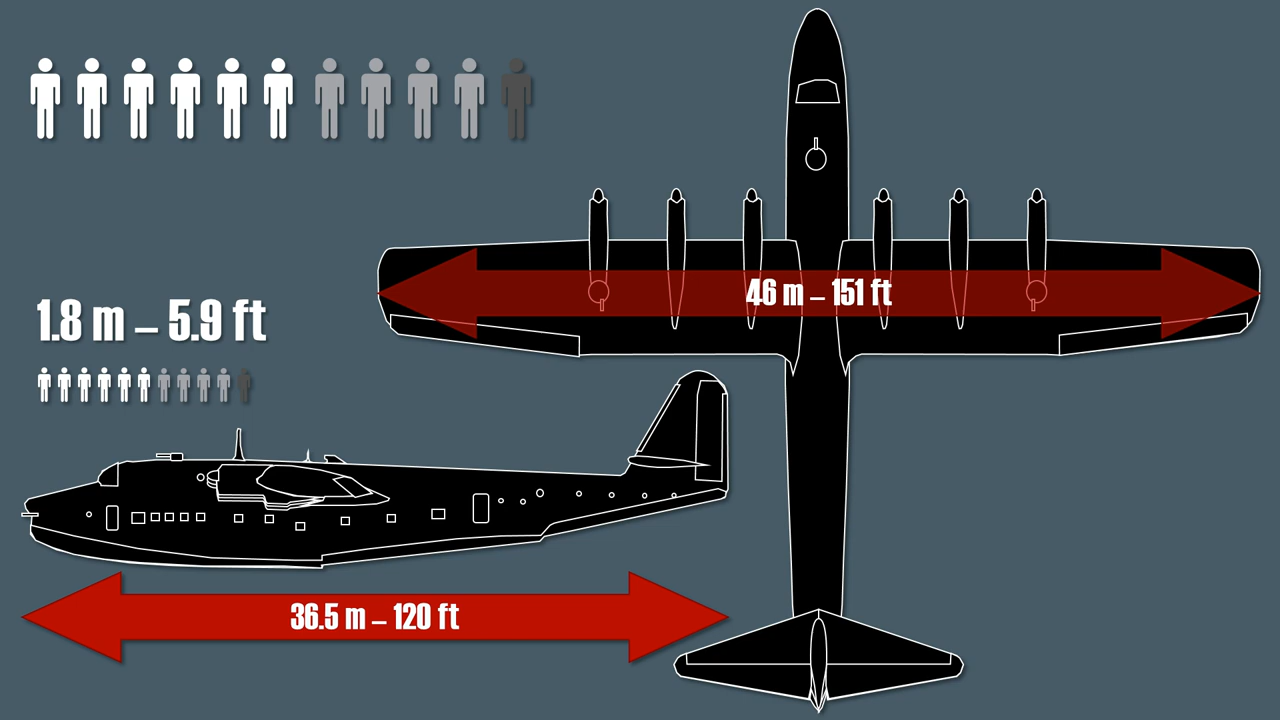 1.8 m – 5.9 ft
46 m – 151 ft
36.5 m – 120 ft